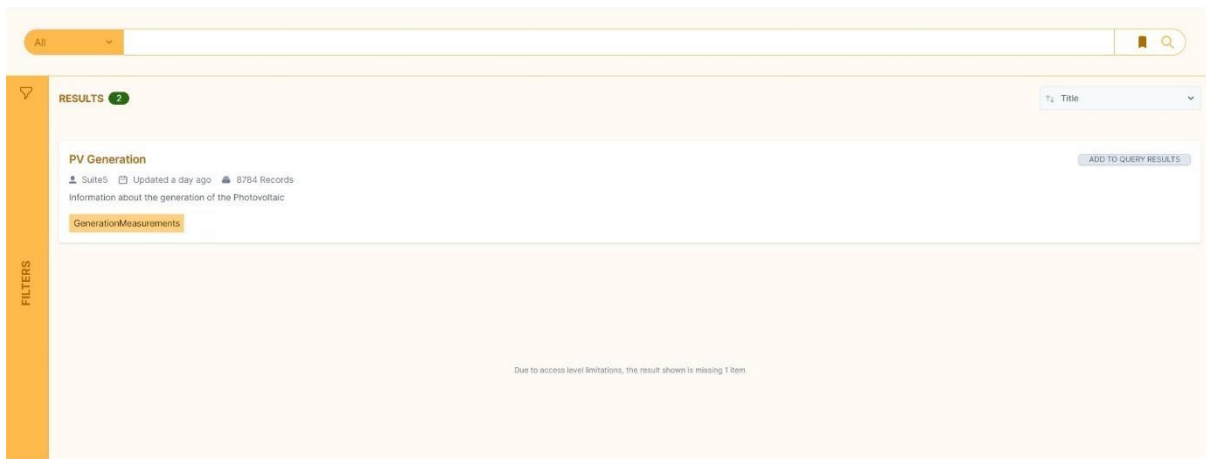 All
RESULTS 2
Title
PV Generation
ADD TO QUERY RESULTS
Suite5 Updated a day ago 8784 Records
Information about the generation of the Photovoltaic
GenerationMeasurements
FILTERS
Due to access level limitations, the result shown is missing 1 item